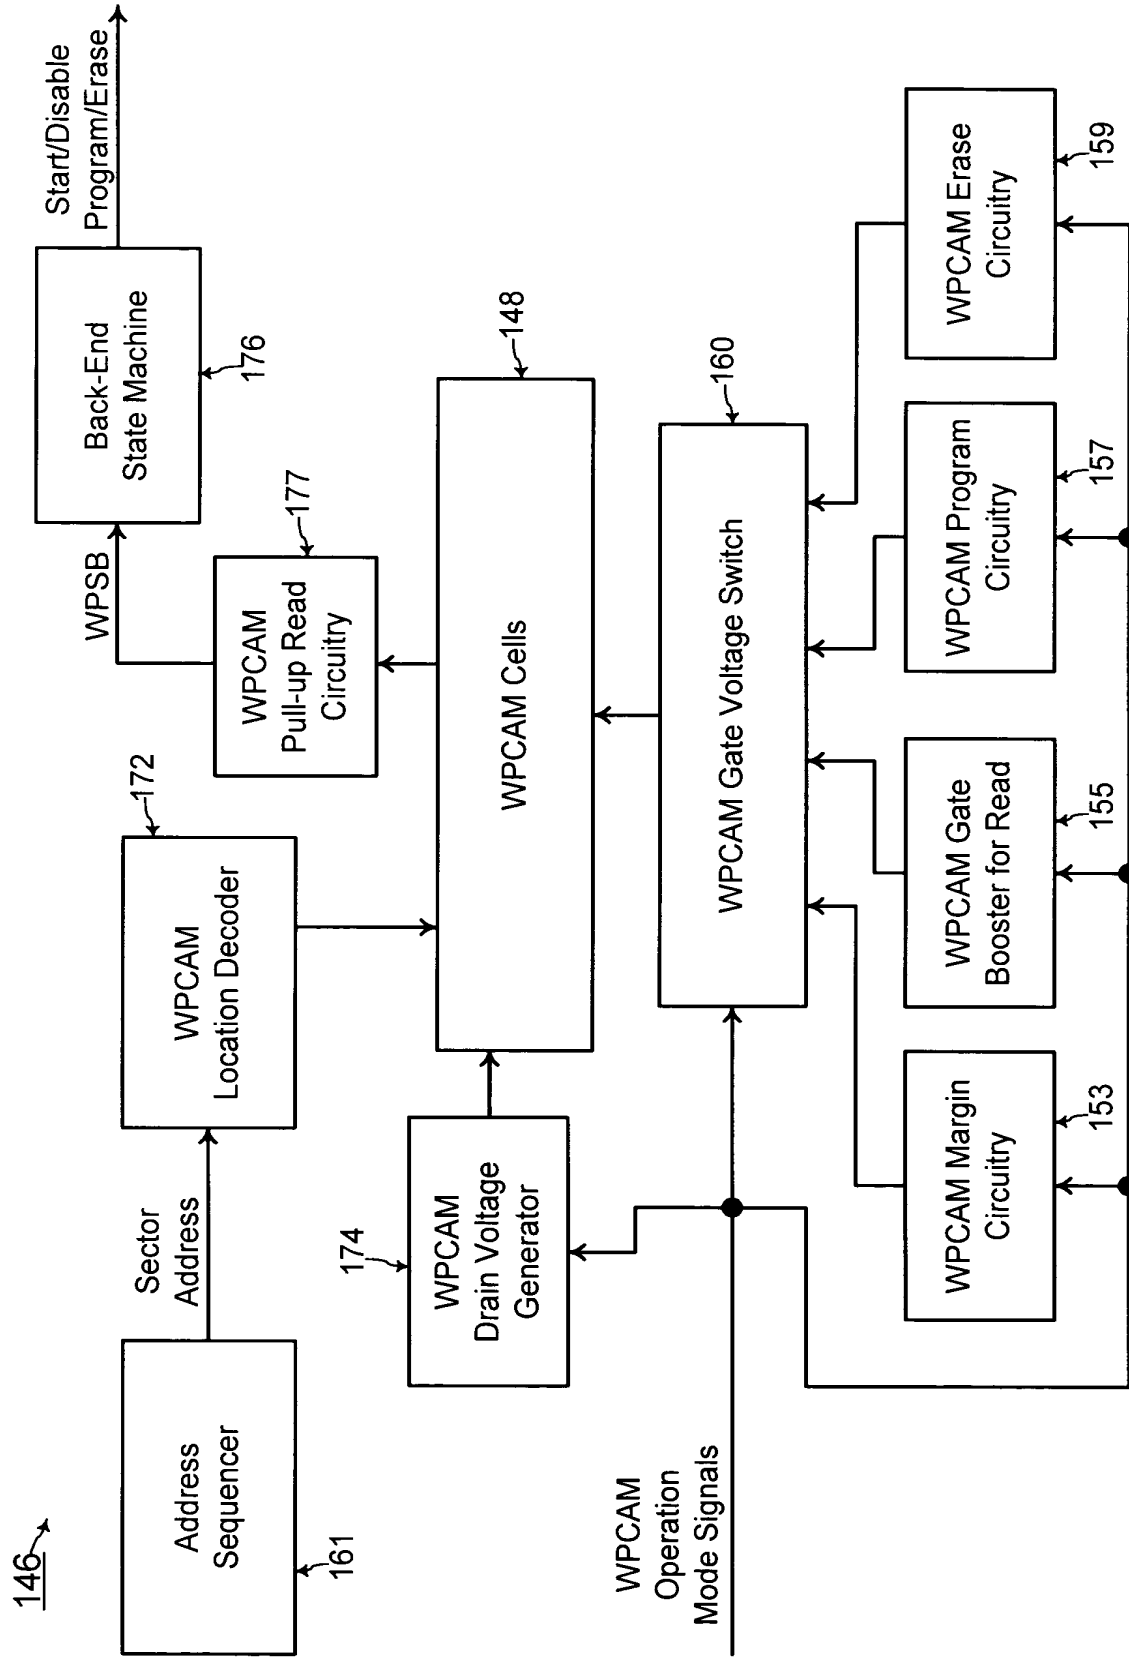 146
Address
Sequencer
161
Sector
Address
WPCAM
Location Decoder
172
WPCAM
Pull-up Read
Circuitry
177
WPSB
Back-End
State Machine
176
Start/Disable
Program/Erase
WPCAM
Drain Voltage
Generator
174
WPCAM Cells
148
WPCAM
Operation
Mode Signals
WPCAM Gate Voltage Switch
160
WPCAM Margin
Circuitry
153
WPCAM Gate
Booster for Read
155
WPCAM Program
Circuitry
157
WPCAM Erase
Circuitry
159